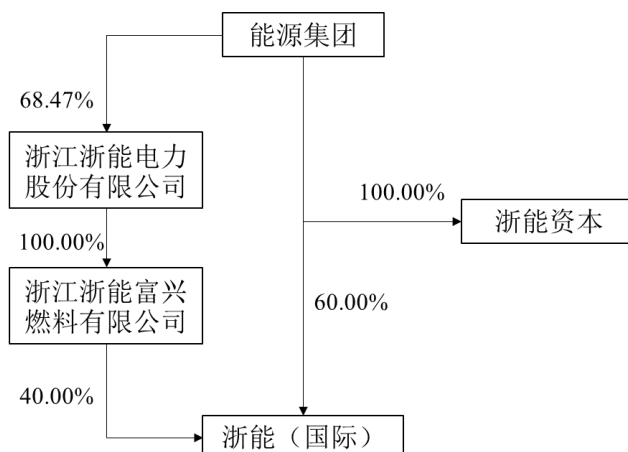 能源集团
68.47%
浙江浙能电力
股份有限公司
100.00%
浙能资本
100.00%
浙江浙能富兴
燃料有限公司
60.00%
40.00%
浙能（国际）